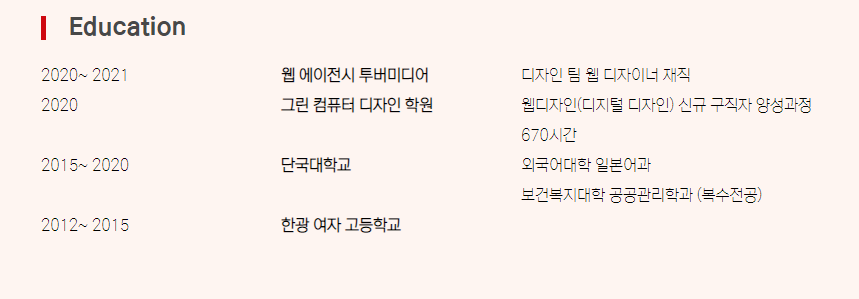 Education
2020~ 2021 웹 에이전시 투버미디어 디자인 팀 웹 디자이너 재직
2020 그린 컴퓨터 디자인 학원 웹디자인(디지털 디자인) 신규 구직자 양성과정
670시간
2015~ 2020 단국대학교 외국어대학 일본어과
보건복지대학 공공관리학과 (복수전공)
2012~ 2015 한광 여자 고등학교